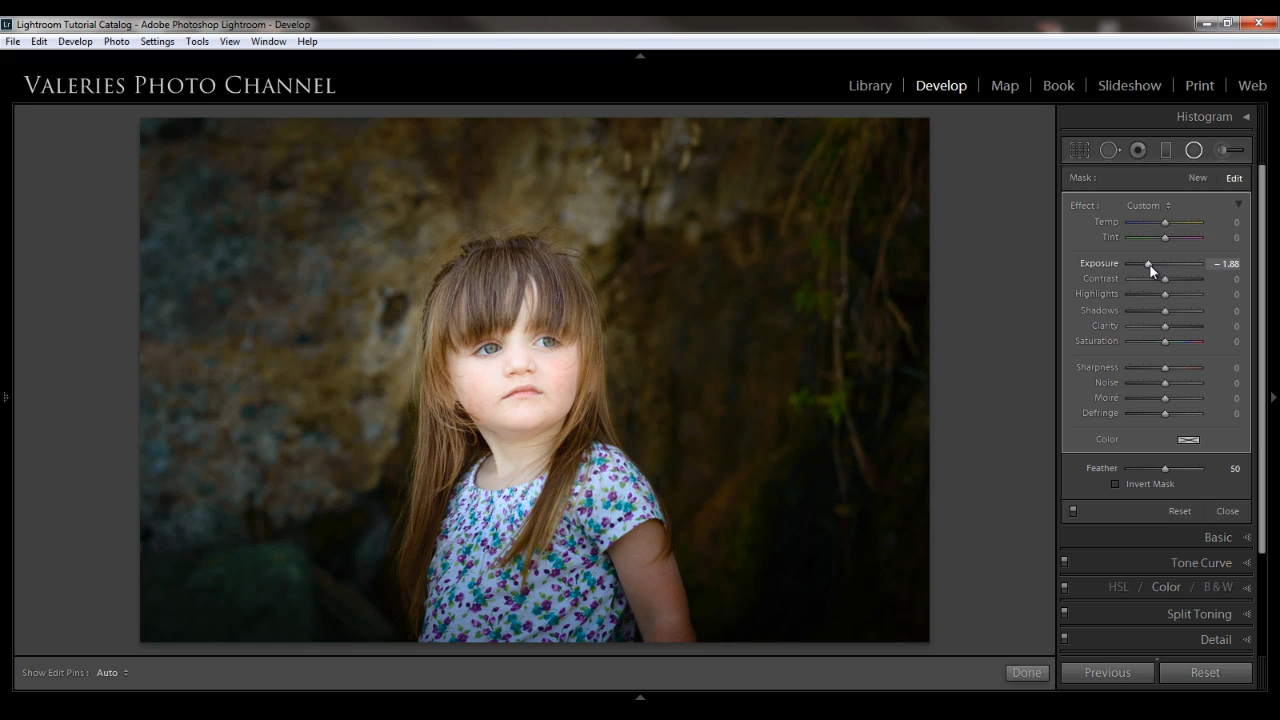 Lr Lightroom Tutorial Catalog - Adobe Photoshop Lightroom - Develop
File Edit Develop Photo Settings Tools View Window Help
VALERIES PHOTO CHANNEL
Library | Develop | Map | Book | Slideshow | Print | Web
Histogram
Mask : New Edit
Effect : Custom
Temp 0
Tint 0
Exposure – 1.88
Contrast 0
Highlights 0
Shadows 0
Clarity 0
Saturation 0
Sharpness 0
Noise 0
Moiré 0
Defringe 0
Color
Feather 50
Invert Mask
Reset Close
Basic
Tone Curve
HSL / Color / B & W
Split Toning
Detail
Show Edit Pins : Auto Done Previous Reset